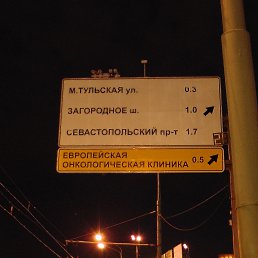 М.ТУЛЬСКАЯ ул. 0.3
ЗАГОРОДНОЕ ш. 1.0
СЕВАСТОПОЛЬСКИЙ пр-т 1.7
ЕВРОПЕЙСКАЯ
ОНКОЛОГИЧЕСКАЯ КЛИНИКА 0.5